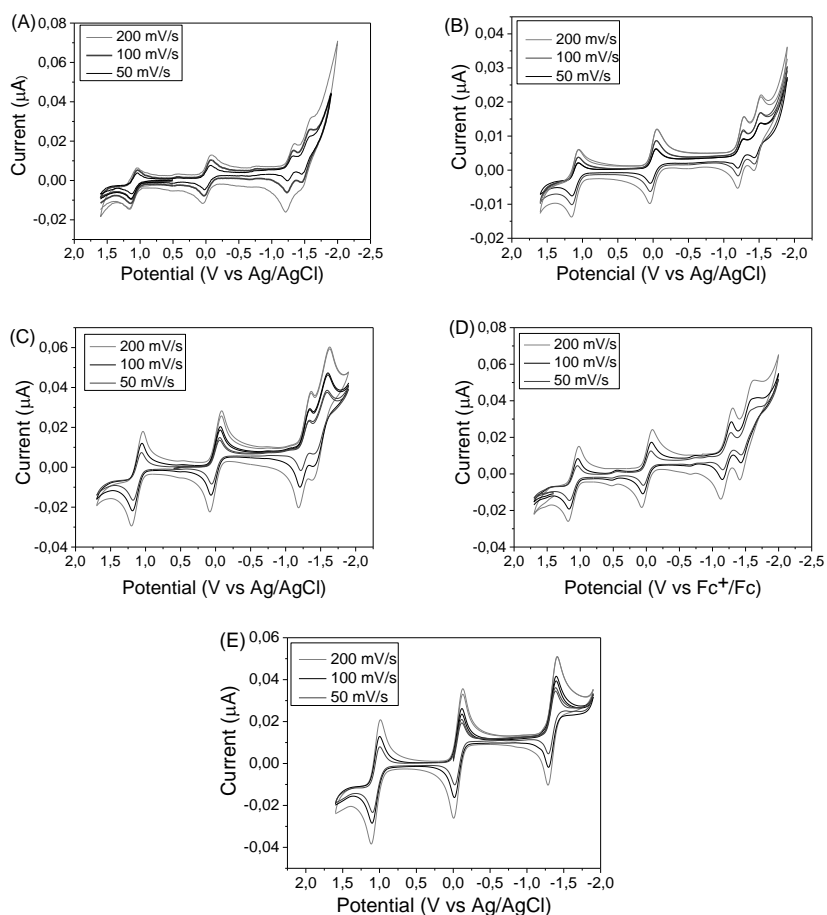 (A)
200 mV/s
100 mV/s
50 mV/s
0,08
0,06
0,04
0,02
0,00
-0,02
Current (μA)
2,0 1,5 1,0 0,5 0,0 -0,5 -1,0 -1,5 -2,0 -2,5
Potential (V vs Ag/AgCl)
(B)
200 mv/s
100 mV/s
50 mV/s
0,04
0,03
0,02
0,01
0,00
-0,01
-0,02
Current (μA)
2,0 1,5 1,0 0,5 0,0 -0,5 -1,0 -1,5 -2,0
Potencial (V vs Ag/AgCl)
(C)
200 mV/s
100 mV/s
50 mV/s
0,06
0,04
0,02
0,00
-0,02
-0,04
Current (μA)
2,0 1,5 1,0 0,5 0,0 -0,5 -1,0 -1,5 -2,0
Potential (V vs Ag/AgCl)
(D)
200 mV/s
100 mV/s
50 mV/s
0,08
0,06
0,04
0,02
0,00
-0,02
-0,04
Current (μA)
2,0 1,5 1,0 0,5 0,0 -0,5 -1,0 -1,5 -2,0 -2,5
Potencial (V vs Fc+/Fc)
(E)
200 mV/s
100 mV/s
50 mV/s
0,06
0,04
0,02
0,00
-0,02
-0,04
Current (μA)
2,0 1,5 1,0 0,5 0,0 -0,5 -1,0 -1,5 -2,0
Potential (V vs Ag/AgCl)